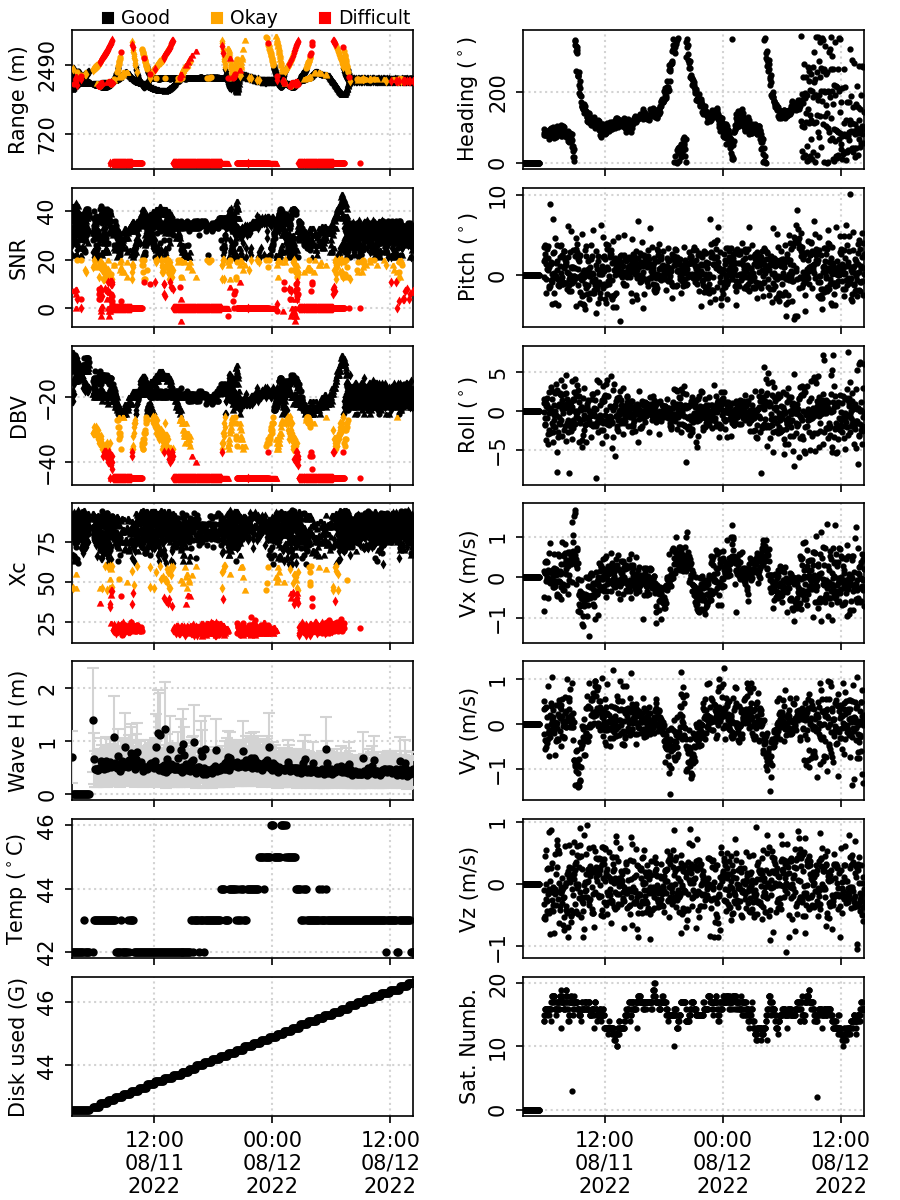 Good Okay Difficult
Range (m)
2490
720
Heading (°)
200
0
SNR
40
20
0
Pitch (°)
10
0
DBV
−20
−40
Roll (°)
5
0
−5
Xc
75
50
25
Vx (m/s)
1
0
−1
Wave H (m)
2
1
0
Vy (m/s)
1
0
−1
Temp (°C)
46
44
42
Vz (m/s)
1
0
−1
Disk used (G)
46
44
Sat. Numb.
20
10
0
12:00 00:00 12:00
08/11 08/12 08/12
2022 2022 2022
12:00 00:00 12:00
08/11 08/12 08/12
2022 2022 2022